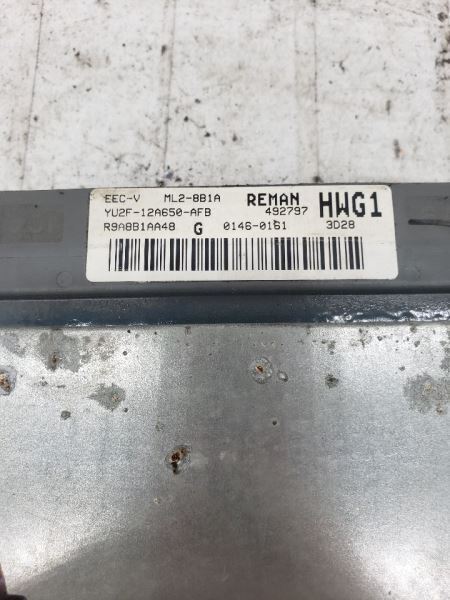 EEC-V ML2-8B1A REMAN HWG1
YU2F-12A650-AFB 492797
R9A8B1AA48 G 0146-0161 3D28